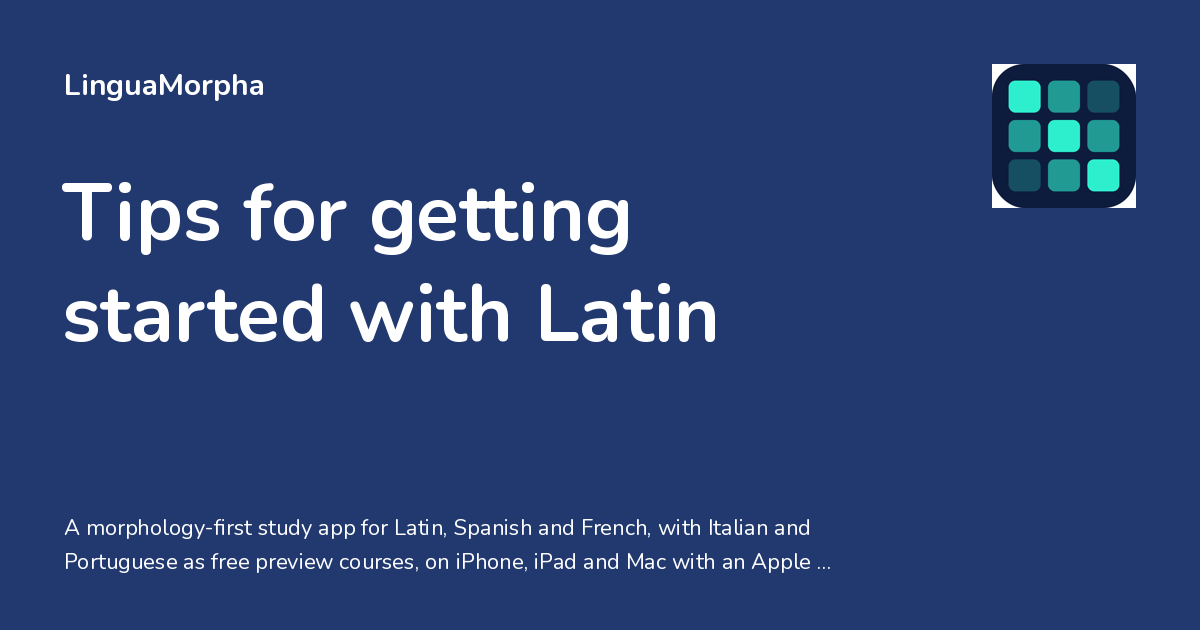 LinguaMorpha
Tips for getting
started with Latin
A morphology-first study app for Latin, Spanish and French, with Italian and
Portuguese as free preview courses, on iPhone, iPad and Mac with an Apple ...